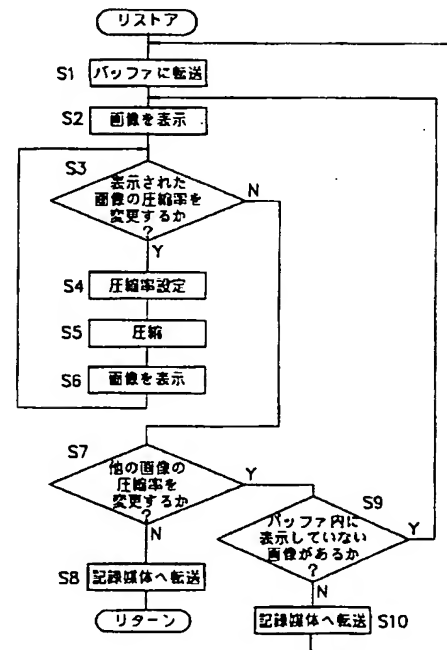 リストア
S1
バッファに転送
S2
画像を表示
S3
表示された
画像の圧縮率を
変更するか
?
N
Y
S4
圧縮率設定
S5
圧縮
S6
画像を表示
S7
他の画像の
圧縮率を
変更するか
?
Y
N
S8
記録媒体へ転送
リターン
S9
バッファ内に
表示していない
画像があるか
?
Y
N
記録媒体へ転送
S10